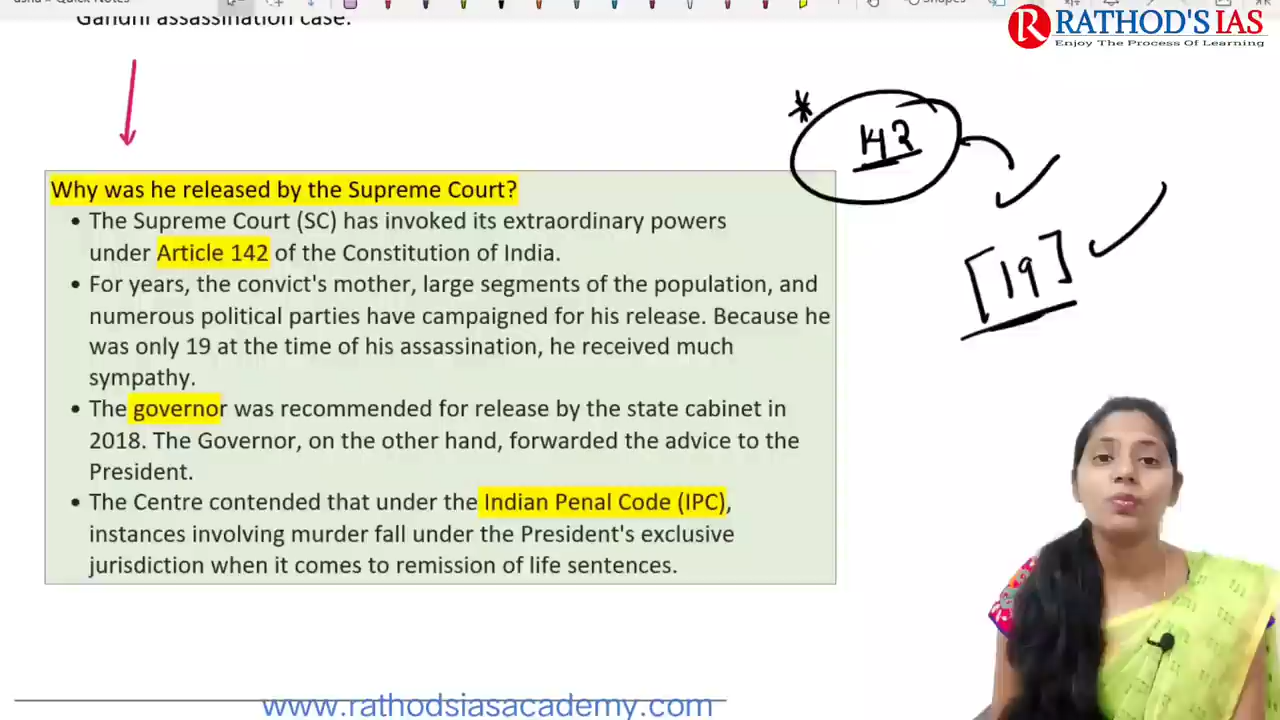 Gandhi assassination case.
RATHOD'S IAS
Enjoy The Process Of Learning
* 142
[19]
Why was he released by the Supreme Court?
• The Supreme Court (SC) has invoked its extraordinary powers
under Article 142 of the Constitution of India.
• For years, the convict's mother, large segments of the population, and
numerous political parties have campaigned for his release. Because he
was only 19 at the time of his assassination, he received much
sympathy.
• The governor was recommended for release by the state cabinet in
2018. The Governor, on the other hand, forwarded the advice to the
President.
• The Centre contended that under the Indian Penal Code (IPC),
instances involving murder fall under the President's exclusive
jurisdiction when it comes to remission of life sentences.
www.rathodsiasacademy.com